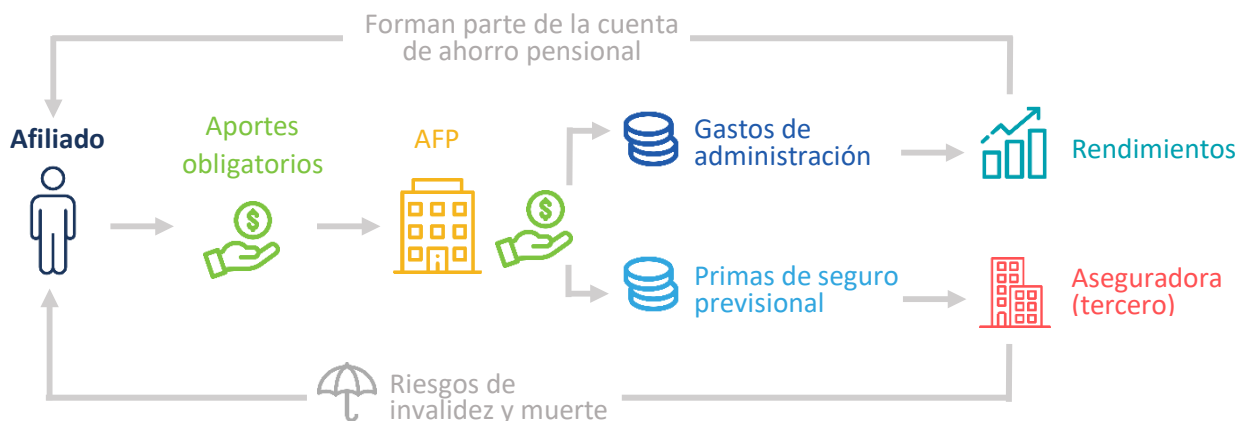 Forman parte de la cuenta
de ahorro pensional
Afiliado
Aportes
obligatorios
AFP
Gastos de
administración
Rendimientos
$
$
Primas de seguro
previsional
Aseguradora
(tercero)
Riesgos de
invalidez y muerte